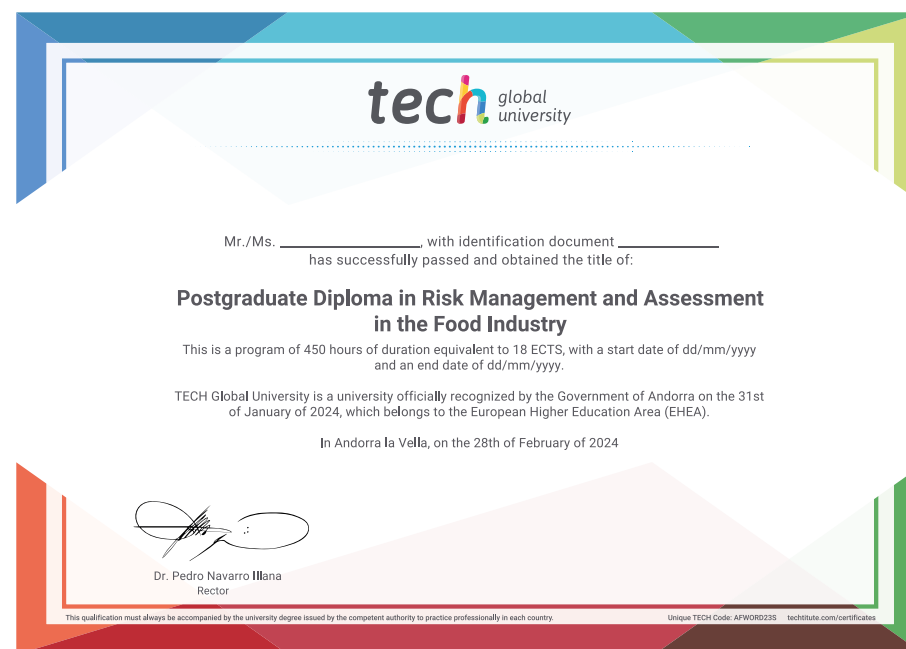 tech global
university
Mr./Ms. ____________________, with identification document ______________
has successfully passed and obtained the title of:
Postgraduate Diploma in Risk Management and Assessment
in the Food Industry
This is a program of 450 hours of duration equivalent to 18 ECTS, with a start date of dd/mm/yyyy
and an end date of dd/mm/yyyy.
TECH Global University is a university officially recognized by the Government of Andorra on the 31st
of January of 2024, which belongs to the European Higher Education Area (EHEA).
In Andorra la Vella, on the 28th of February of 2024
Dr. Pedro Navarro Illana
Rector
This qualification must always be accompanied by the university degree issued by the competent authority to practice professionally in each country.
Unique TECH Code: AFWORD23S techtitute.com/certificates